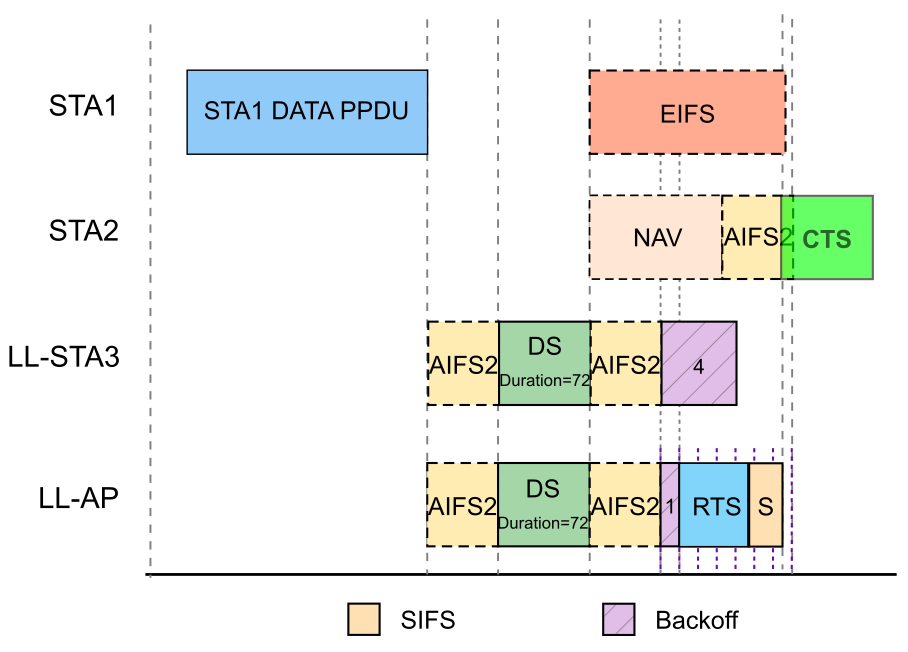 STA1
STA1 DATA PPDU
EIFS
STA2
NAV
AIFS2
CTS
LL-STA3
AIFS2
DS
Duration=72
AIFS2
4
LL-AP
AIFS2
DS
Duration=72
AIFS2
1
RTS
S
SIFS
Backoff